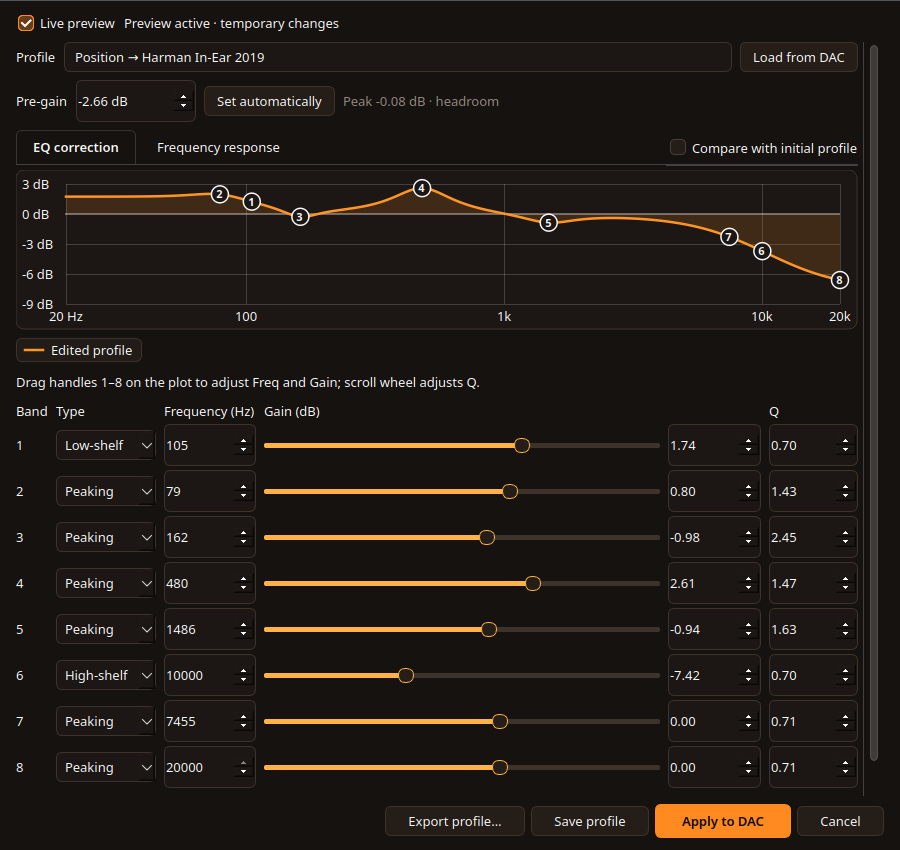 Live preview Preview active · temporary changes
Profile Position → Harman In-Ear 2019 Load from DAC
Pre-gain -2.66 dB Set automatically Peak -0.08 dB · headroom
EQ correction Frequency response Compare with initial profile
3 dB
0 dB
-3 dB
-6 dB
-9 dB
2 1 3 4 5 7 6 8
20 Hz 100 1k 10k 20k
Edited profile
Drag handles 1–8 on the plot to adjust Freq and Gain; scroll wheel adjusts Q.
Band Type Frequency (Hz) Gain (dB) Q
1 Low-shelf 105 1.74 0.70
2 Peaking 79 0.80 1.43
3 Peaking 162 -0.98 2.45
4 Peaking 480 2.61 1.47
5 Peaking 1486 -0.94 1.63
6 High-shelf 10000 -7.42 0.70
7 Peaking 7455 0.00 0.71
8 Peaking 20000 0.00 0.71
Export profile... Save profile Apply to DAC Cancel